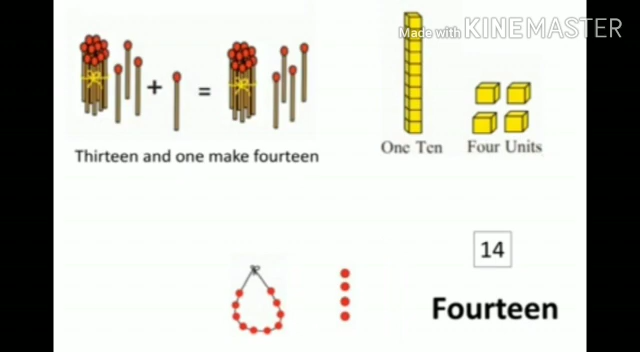 Made with KINEMASTER
+ =
Thirteen and one make fourteen
One Ten Four Units
14
Fourteen